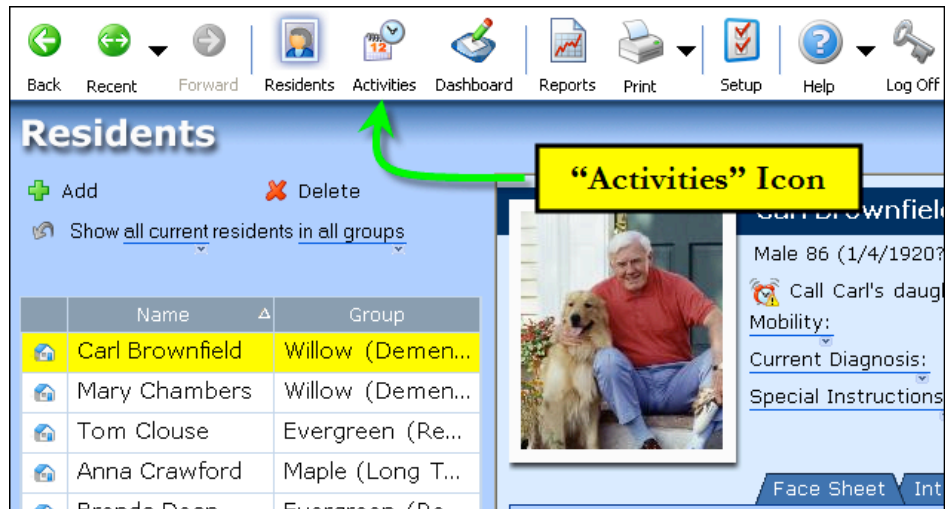 Back Recent Forward Residents Activities Dashboard Reports Print Setup Help Log Off
12
Residents
Add Delete
“Activities” Icon
Show all current residents in all groups
Male 86 (1/4/1920?
Call Carl's
Name Group
Mobility:
Carl Brownfield Willow (Demen...
Current Diagnosis:
Mary Chambers Willow (Demen...
Special Instructions
Tom Clouse Evergreen (Re...
Anna Crawford Maple (Long T...
Face Sheet